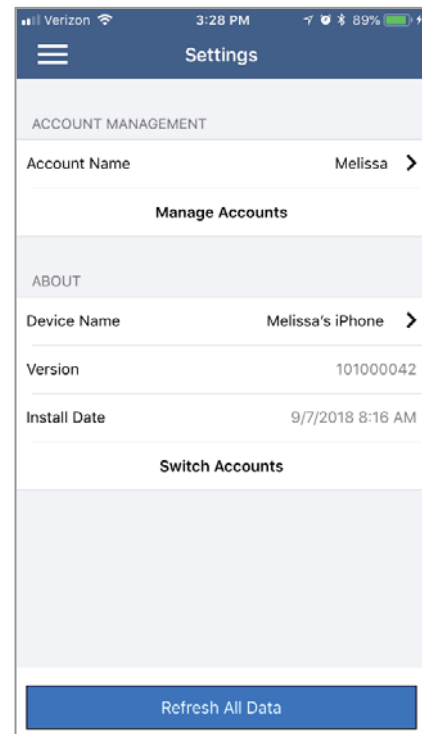 Verizon 3:28 PM 89%
Settings
ACCOUNT MANAGEMENT
Account Name Melissa
Manage Accounts
ABOUT
Device Name Melissa's iPhone
Version 101000042
Install Date 9/7/2018 8:16 AM
Switch Accounts
Refresh All Data